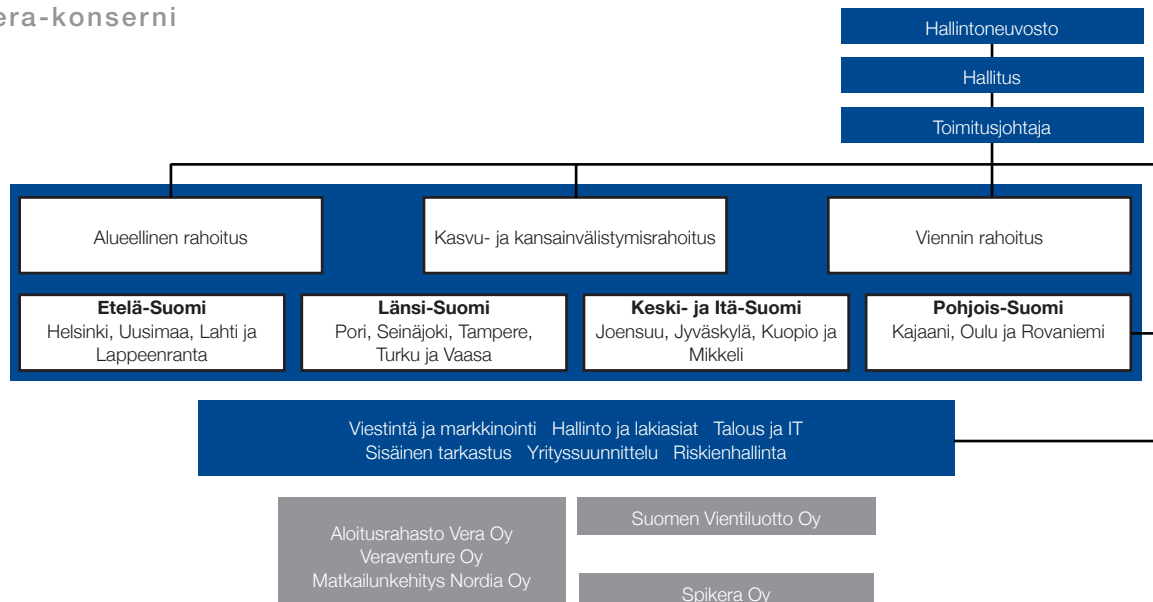 era-konserni
Hallintoneuvosto
Hallitus
Toimitusjohtaja
Alueellinen rahoitus
Kasvu- ja kansainvälistymisrahoitus
Viennin rahoitus
Etelä-Suomi
Helsinki, Uusimaa, Lahti ja
Lappeenranta
Länsi-Suomi
Pori, Seinäjoki, Tampere,
Turku ja Vaasa
Keski- ja Itä-Suomi
Joensuu, Jyväskylä, Kuopio ja
Mikkeli
Pohjois-Suomi
Kajaani, Oulu ja Rovaniemi
Viestintä ja markkinointi Hallinto ja lakiasiat Talous ja IT
Sisäinen tarkastus Yrityssuunnittelu Riskienhallinta
Aloitusrahasto Vera Oy
Veraventure Oy
Matkailunkehitys Nordia Oy
Suomen Vientiluotto Oy
Spikera Oy